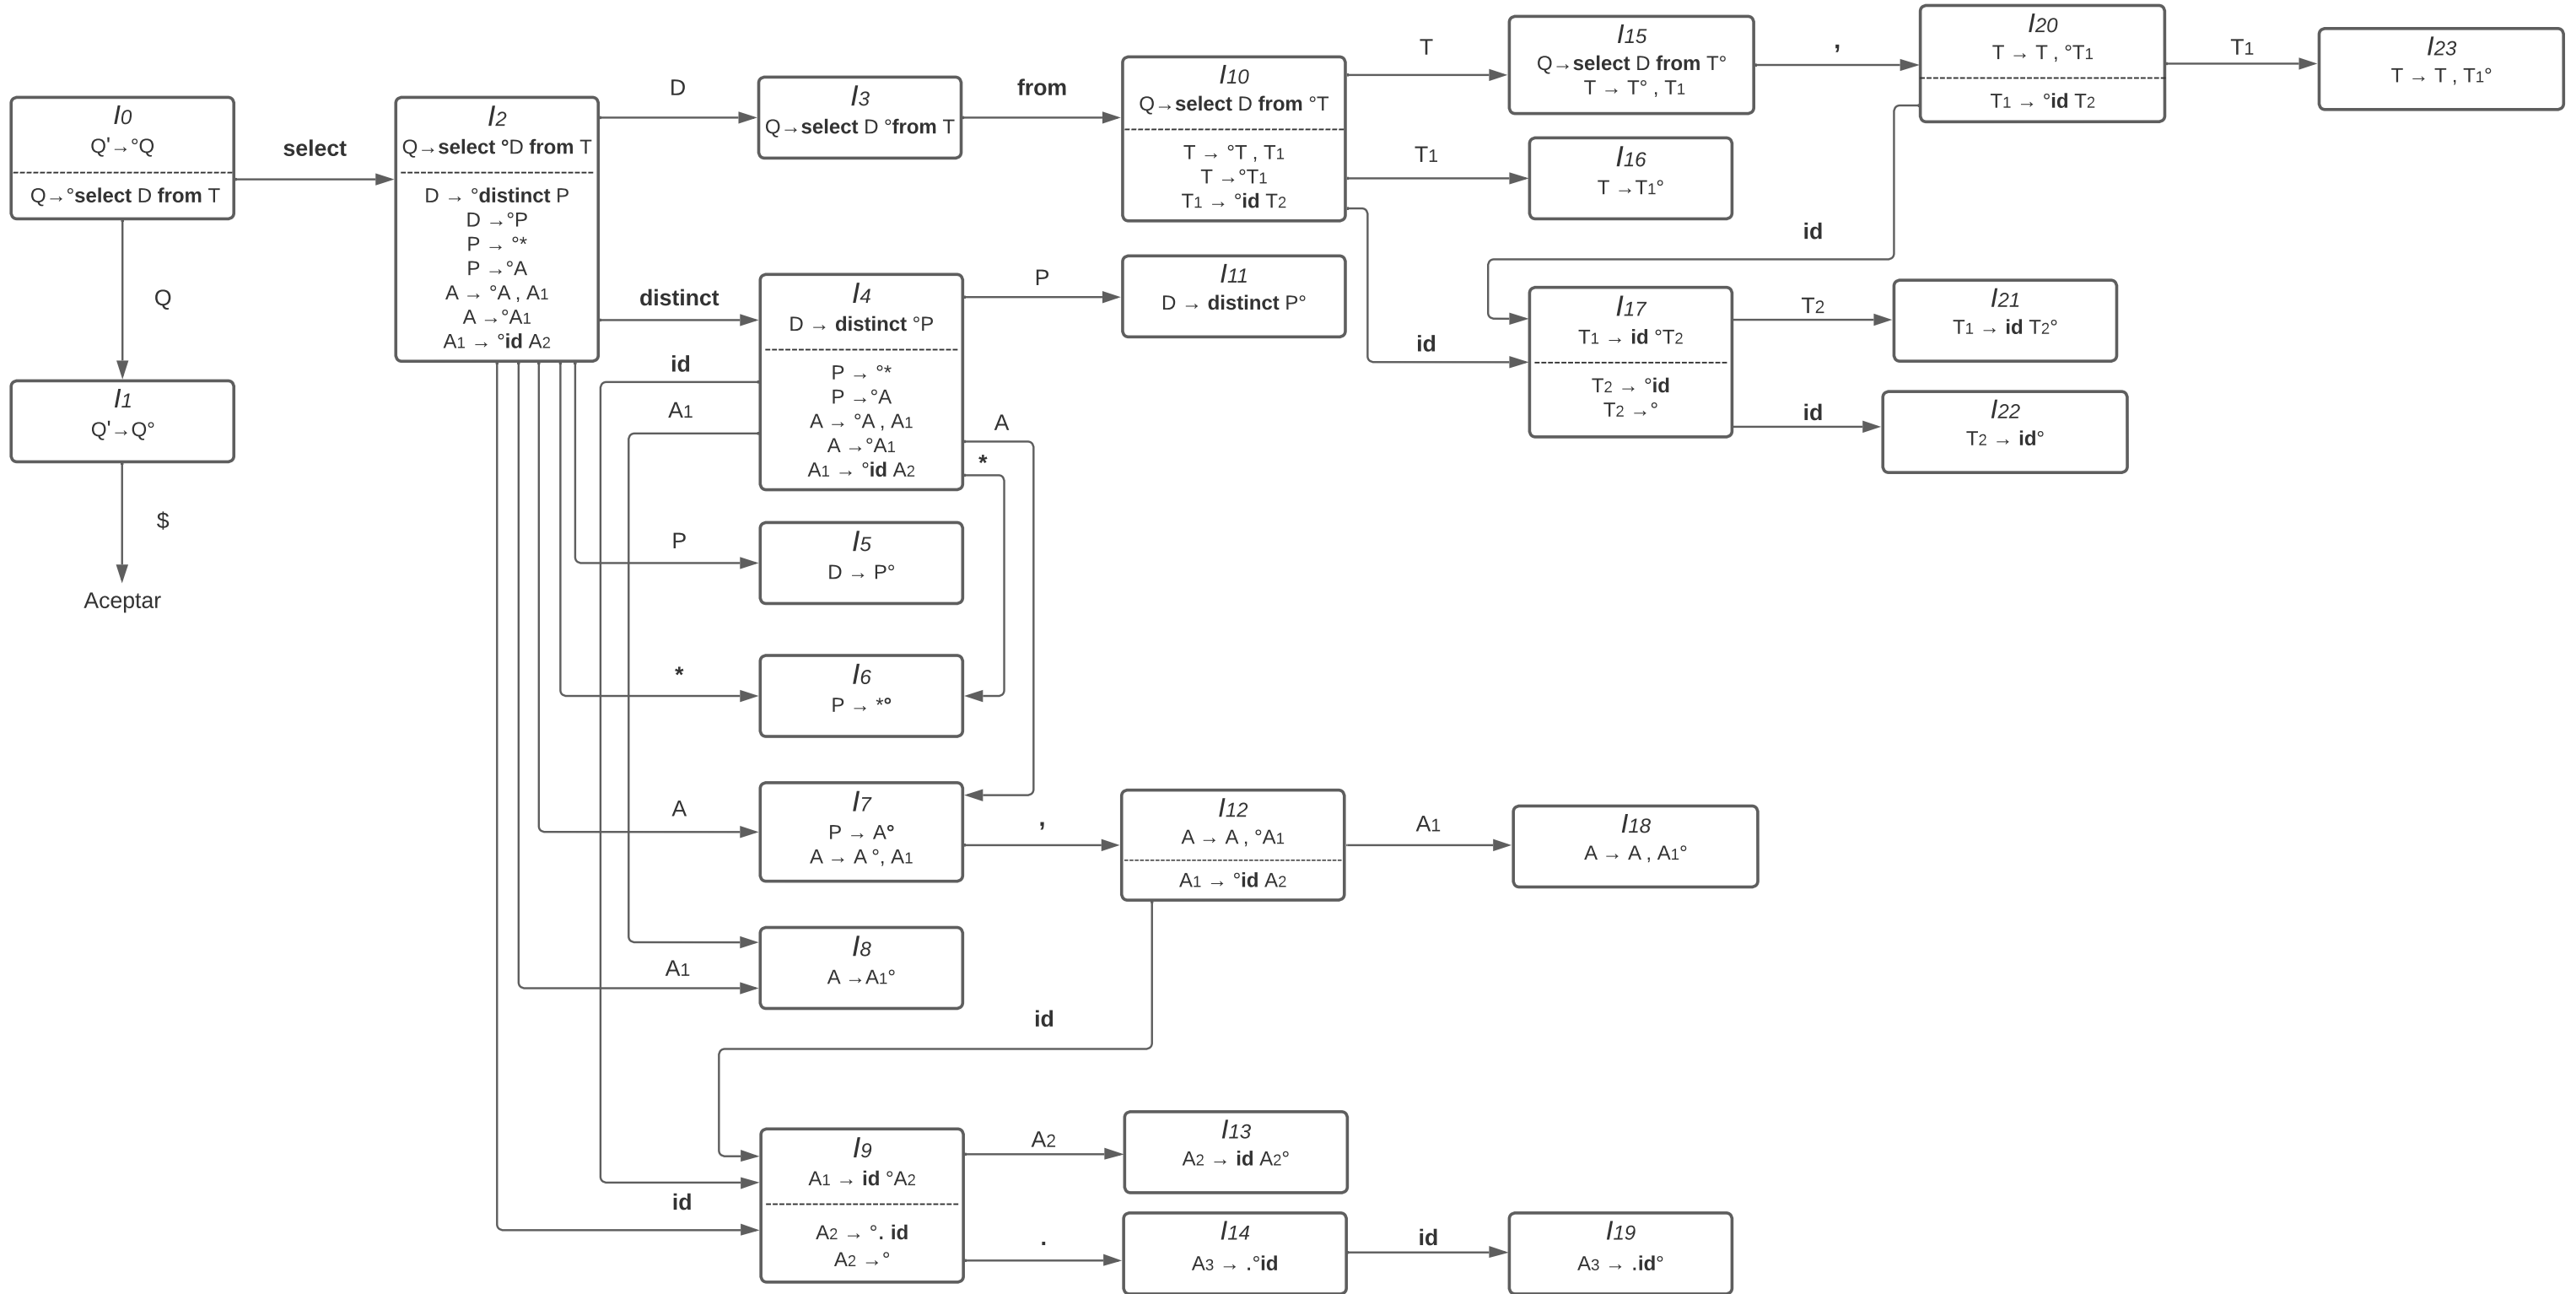 I0
Q'→°Q
Q→°select D from T
select
Q
I1
Q'→Q°
$
Aceptar
I2
Q→select °D from T
D → °distinct P
D →°P
P → °*
P →°A
A → °A , A1
A →°A1
A1 → °id A2
D
I3
Q→select D °from T
from
distinct
I4
D → distinct °P
P → °*
P →°A
A → °A , A1
A →°A1
A1 → °id A2
id
A1
A
*
P
I5
D → P°
*
I6
P → *°
A
I7
P → A°
A → A °, A1
A1
I8
A →A1°
id
I9
A1 → id °A2
A2 → °. id
A2 →°
I10
Q→select D from °T
T → °T , T1
T →°T1
T1 → °id T2
P
I11
D → distinct P°
,
I12
A → A , °A1
A1 → °id A2
id
A2
I13
A2 → id A2°
.
I14
A3 → .°id
T
I15
Q→select D from T°
T → T° , T1
T1
I16
T →T1°
id
I17
T1 → id °T2
T2 → °id
T2 →°
A1
I18
A → A , A1°
id
I19
A3 → .id°
,
I20
T → T , °T1
T1 → °id T2
id
T2
I21
T1 → id T2°
id
I22
T2 → id°
T1
I23
T → T , T1°